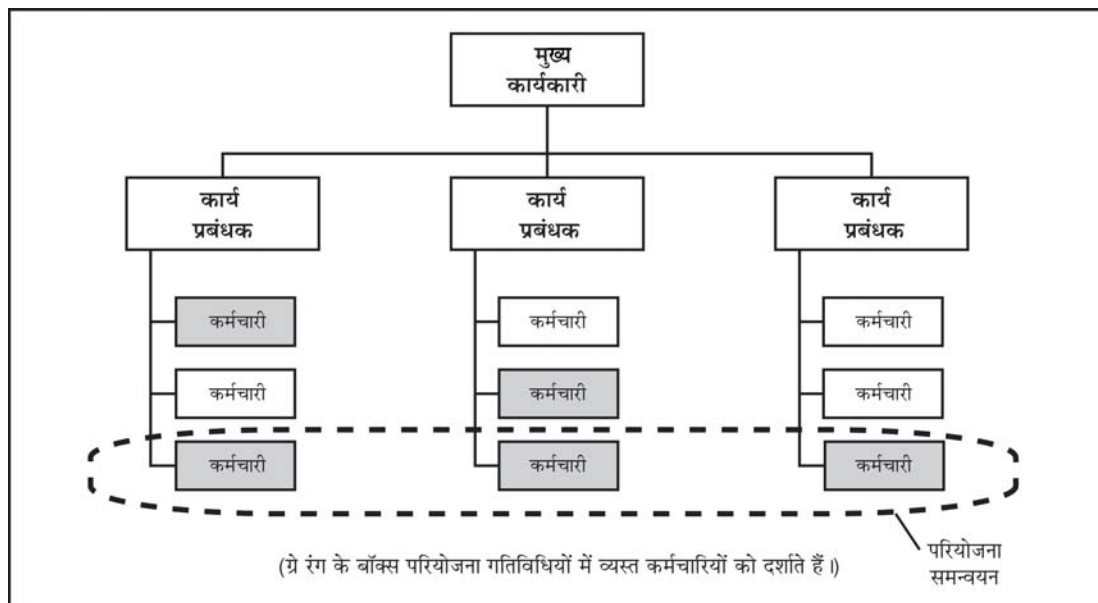 मुख्य
कार्यकारी
कार्य
प्रबंधक
कार्य
प्रबंधक
कार्य
प्रबंधक
कर्मचारी
कर्मचारी
कर्मचारी
कर्मचारी
कर्मचारी
कर्मचारी
कर्मचारी
कर्मचारी
कर्मचारी
परियोजना
समन्वयन
(ग्रे रंग के बॉक्स परियोजना गतिविधियों में व्यस्त कर्मचारियों को दर्शाते हैं।)